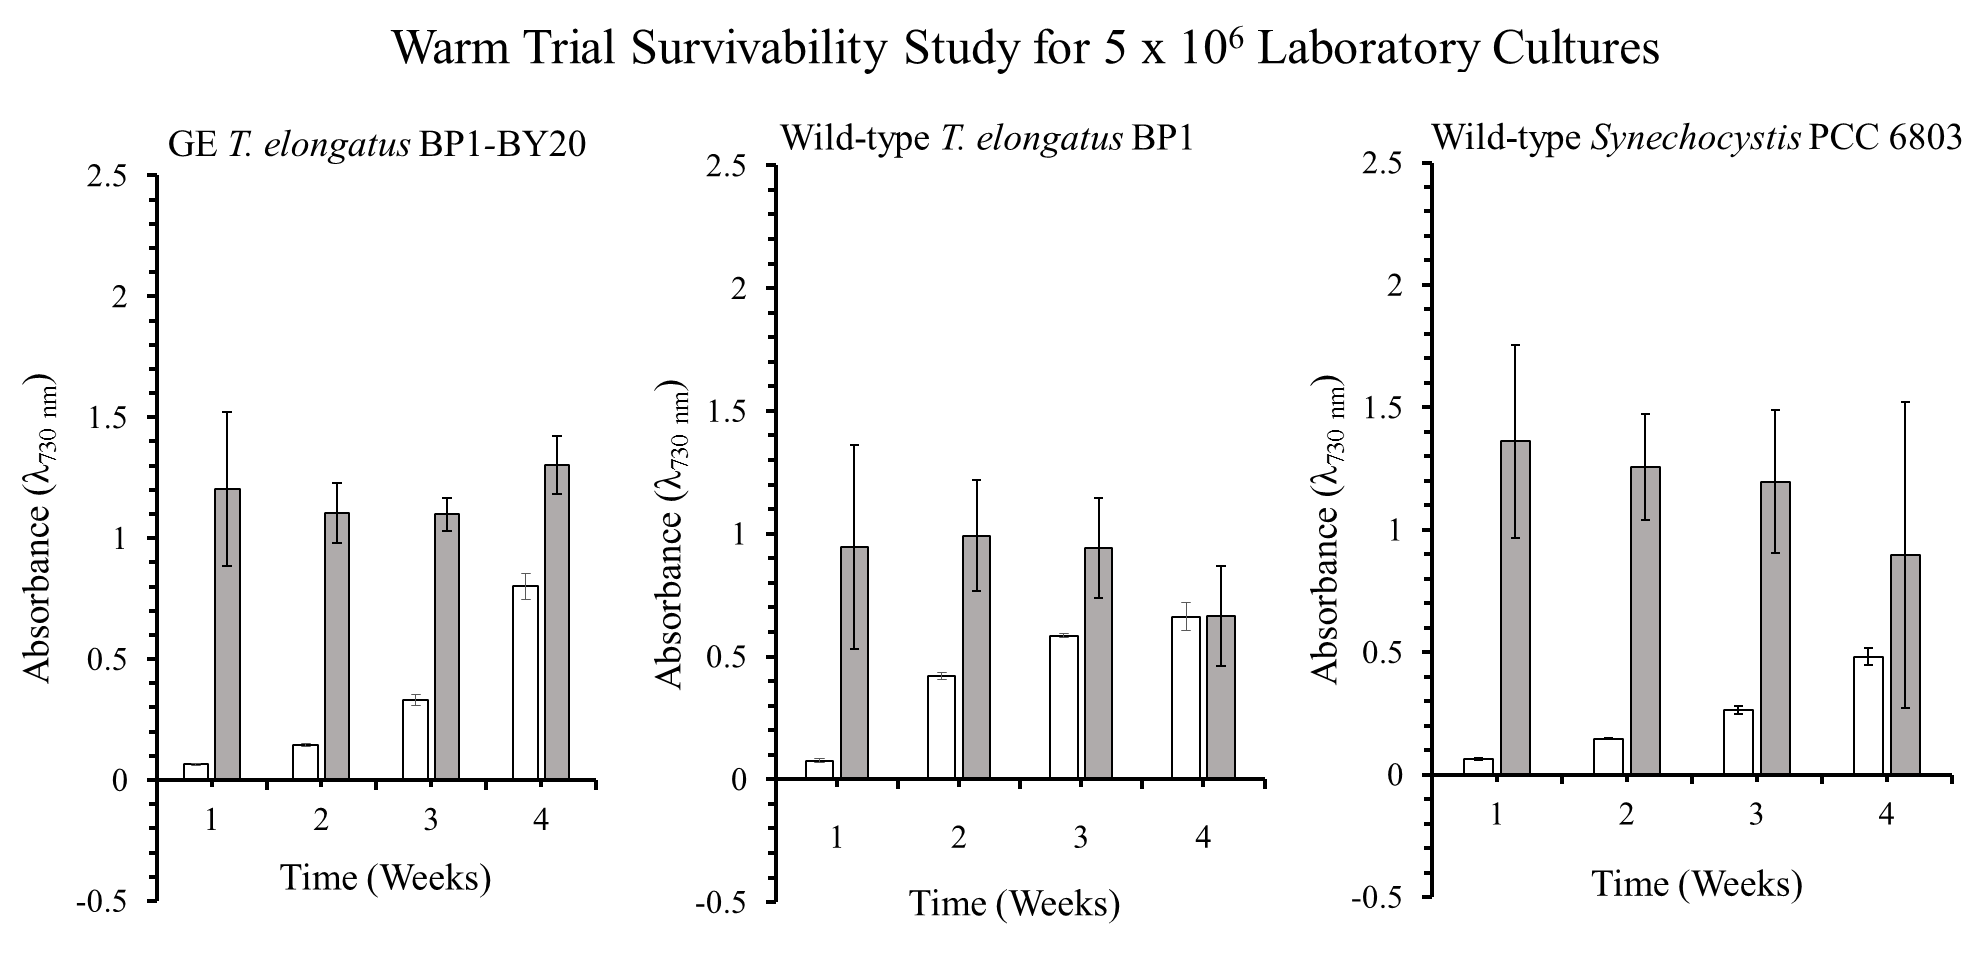 Warm Trial Survivability Study for 5 x 10⁶ Laboratory Cultures
GE T. elongatus BP1-BY20
2.5
2
1.5
1
0.5
0
-0.5
Absorbance (λ730 nm)
1 2 3 4
Time (Weeks)
Wild-type T. elongatus BP1
2.5
2
1.5
1
0.5
0
-0.5
Absorbance (λ730 nm)
1 2 3 4
Time (Weeks)
Wild-type Synechocystis PCC 6803
2.5
2
1.5
1
0.5
0
-0.5
Absorbance (λ730 nm)
1 2 3 4
Time (Weeks)